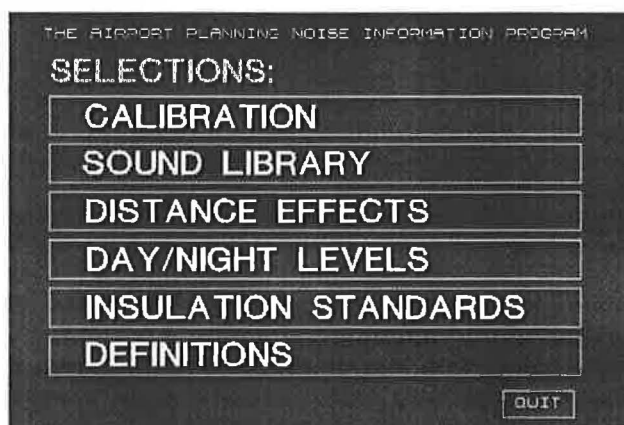 THE AIRPORT PLANNING NOISE INFORMATION PROGRAM
SELECTIONS:
CALIBRATION
SOUND LIBRARY
DISTANCE EFFECTS
DAY/NIGHT LEVELS
INSULATION STANDARDS
DEFINITIONS
QUIT